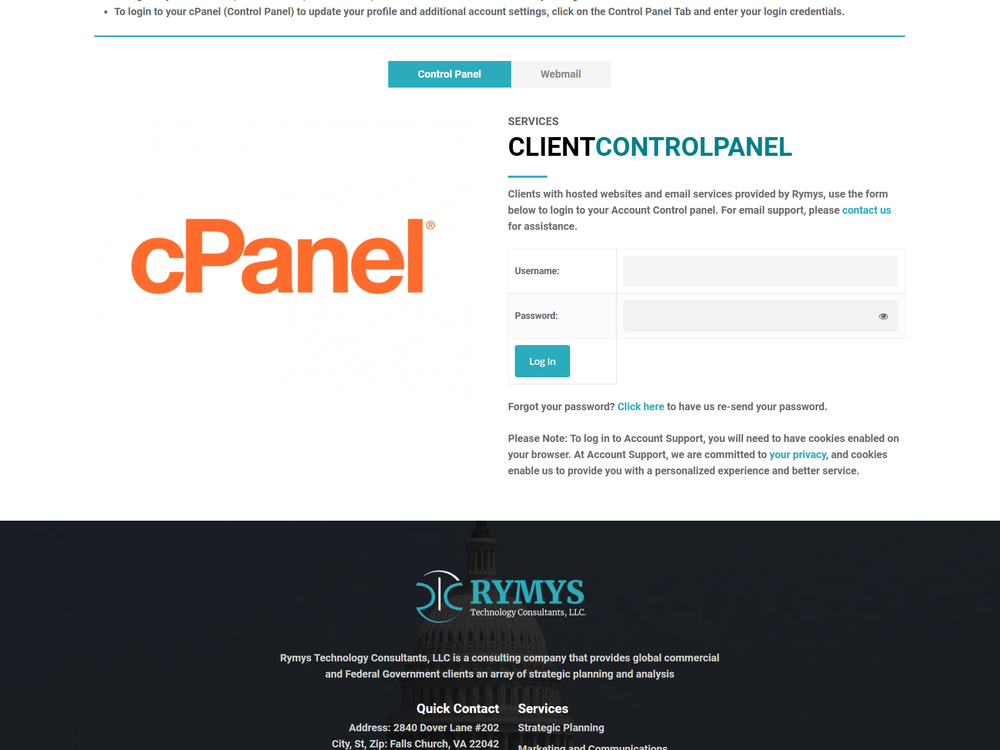 • To login to your cPanel (Control Panel) to update your profile and additional account settings, click on the Control Panel Tab and enter your login credentials.
Control Panel
Webmail
SERVICES
CLIENTCONTROLPANEL
Clients with hosted websites and email services provided by Rymys, use the form
below to login to your Account Control panel. For email support, please contact us
for assistance.
cPanel®
Username:
Password:
Log In
Forgot your password? Click here to have us re-send your password.
Please Note: To log in to Account Support, you will need to have cookies enabled on
your browser. At Account Support, we are committed to your privacy, and cookies
enable us to provide you with a personalized experience and better service.
RYMYS
Technology Consultants, LLC.
Rymys Technology Consultants, LLC is a consulting company that provides global commercial
and Federal Government clients an array of strategic planning and analysis
Quick Contact
Address: 2840 Dover Lane #202
City, St, Zip: Falls Church, VA 22042
Services
Strategic Planning
Marketing and Communications